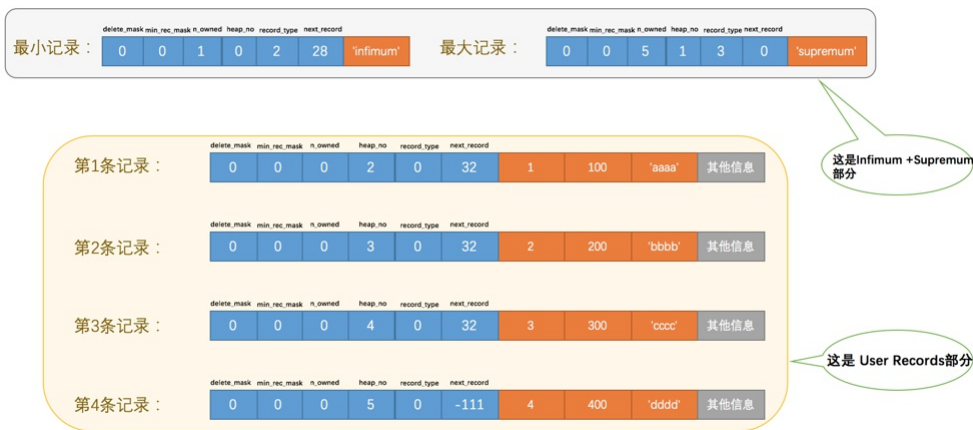 delete_mask min_rec_mask n_owned heap_no record_type next_record
最小记录： 0 0 1 0 2 28 'infimum'
delete_mask min_rec_mask n_owned heap_no record_type next_record
最大记录： 0 0 5 1 3 0 'supremum'
这是Infimum +Supremum
部分
delete_mask min_rec_mask n_owned heap_no record_type next_record
第1条记录： 0 0 0 2 0 32 1 100 'aaaa' 其他信息
delete_mask min_rec_mask n_owned heap_no record_type next_record
第2条记录： 0 0 0 3 0 32 2 200 'bbbb' 其他信息
delete_mask min_rec_mask n_owned heap_no record_type next_record
第3条记录： 0 0 0 4 0 32 3 300 'cccc' 其他信息
这是 User Records部分
delete_mask min_rec_mask n_owned heap_no record_type next_record
第4条记录： 0 0 0 5 0 -111 4 400 'dddd' 其他信息